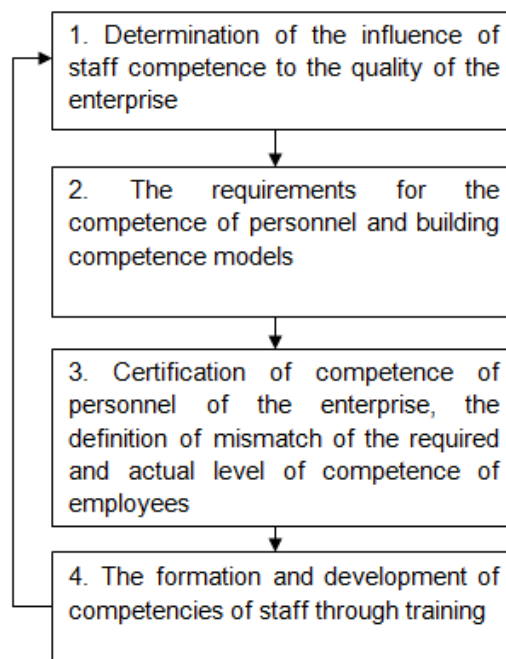 1. Determination of the influence of
staff competence to the quality of the
enterprise
2. The requirements for the
competence of personnel and building
competence models
3. Certification of competence of
personnel of the enterprise, the
definition of mismatch of the required
and actual level of competence of
employees
4. The formation and development of
competencies of staff through training